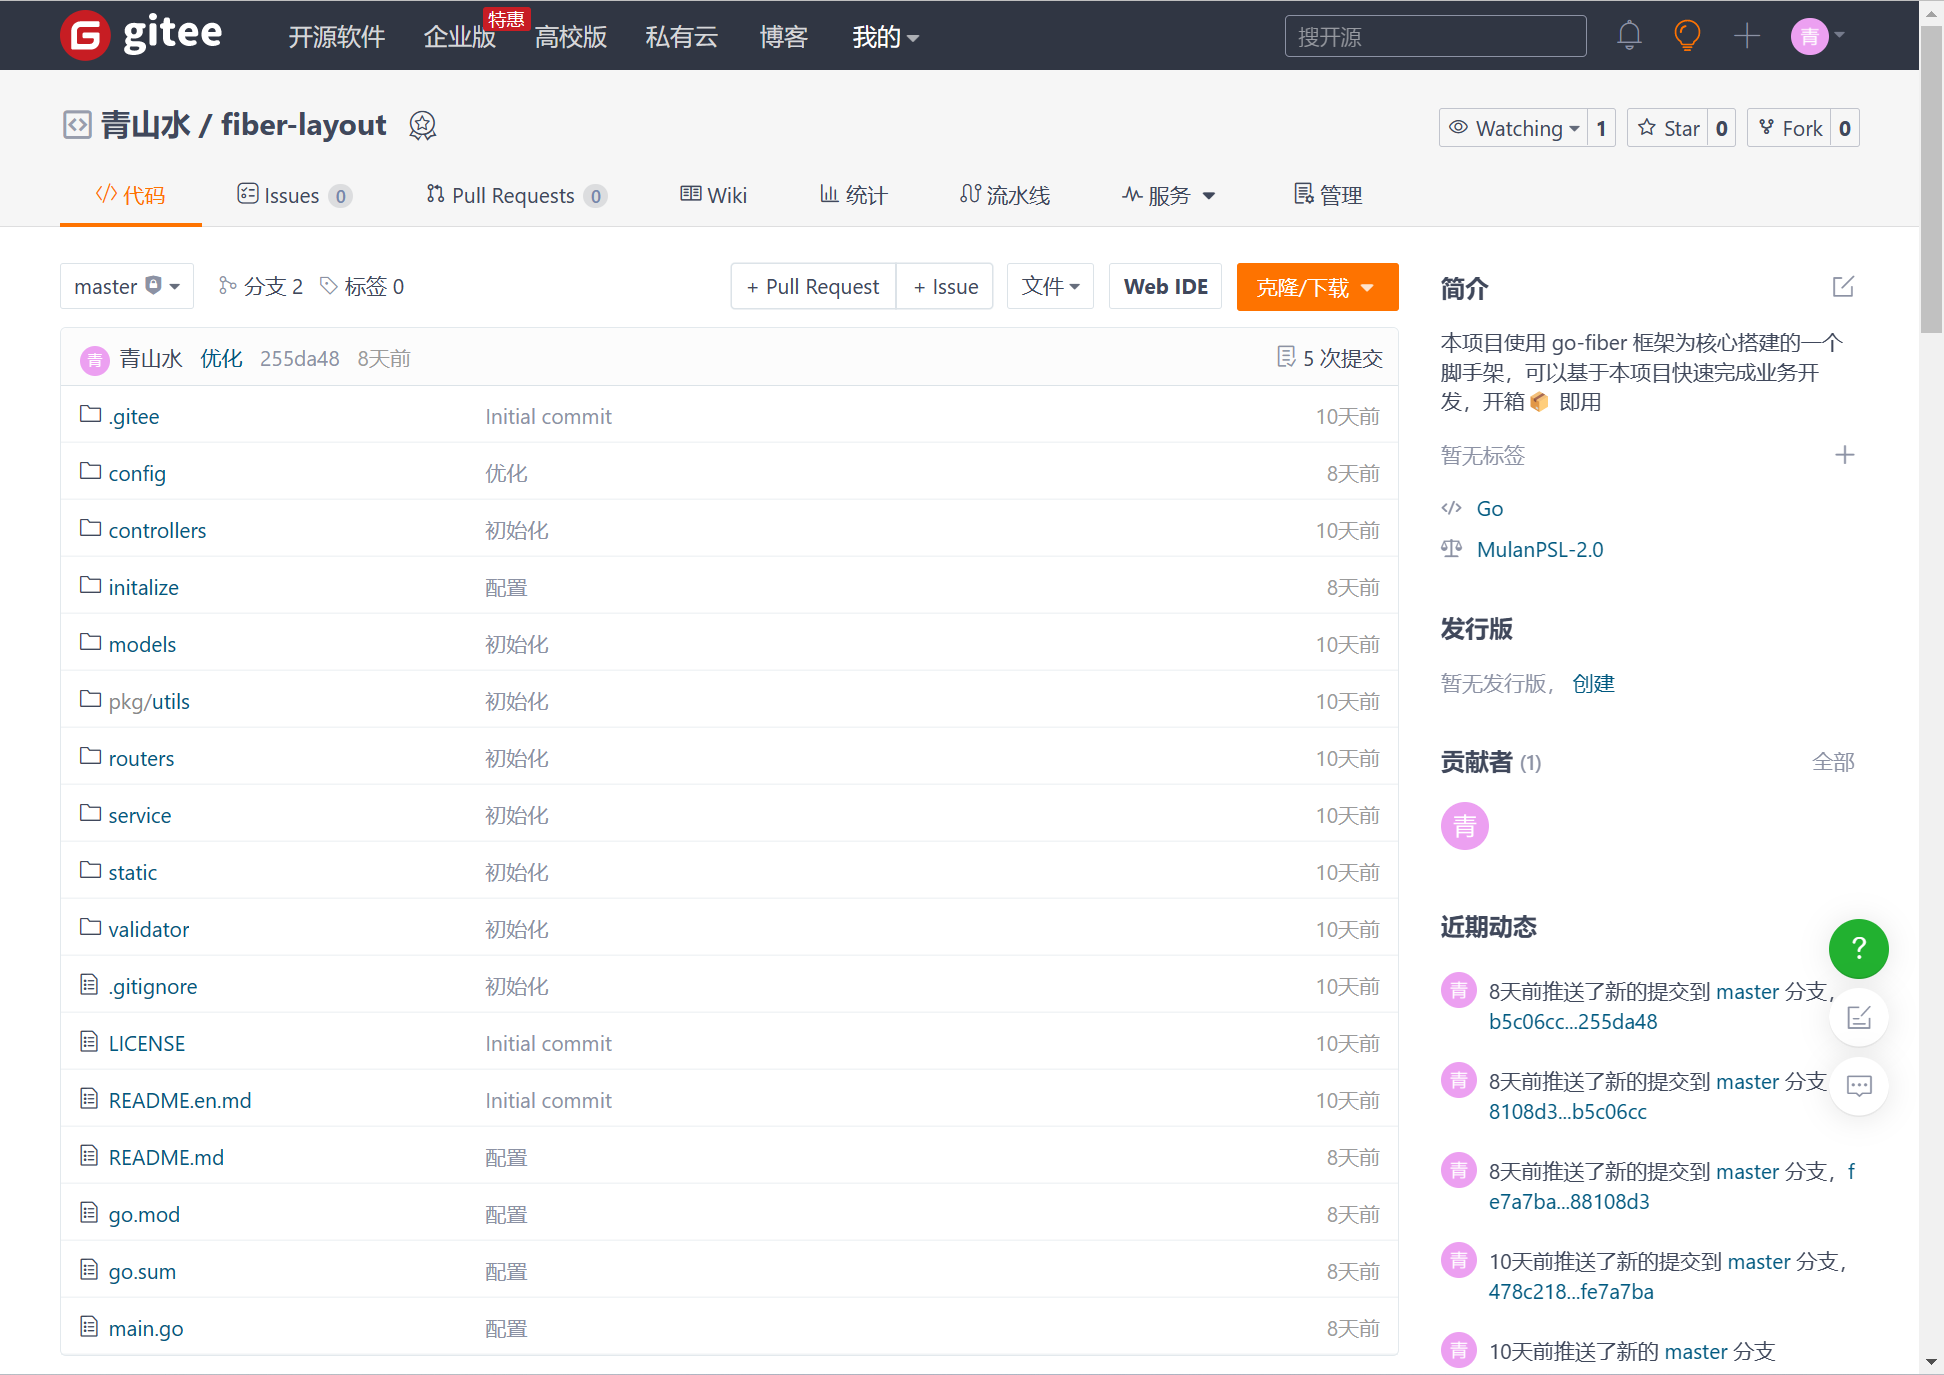 gitee
开源软件 企业版 特惠 高校版 私有云 博客 我的 搜开源 青
青山水 / fiber-layout Watching 1 Star 0 Fork 0
代码 Issues 0 Pull Requests 0 Wiki 统计 流水线 服务 管理
master 分支 2 标签 0 + Pull Request + Issue 文件 Web IDE 克隆/下载
青 青山水 优化 255da48 8天前 5 次提交
.gitee Initial commit 10天前
config 优化 8天前
controllers 初始化 10天前
initalize 配置 8天前
models 初始化 10天前
pkg/utils 初始化 10天前
routers 初始化 10天前
service 初始化 10天前
static 初始化 10天前
validator 初始化 10天前
.gitignore 初始化 10天前
LICENSE Initial commit 10天前
README.en.md Initial commit 10天前
README.md 配置 8天前
go.mod 配置 8天前
go.sum 配置 8天前
main.go 配置 8天前
简介
本项目使用 go-fiber 框架为核心搭建的一个
脚手架，可以基于本项目快速完成业务开
发，开箱📦 即用
暂无标签
Go
MulanPSL-2.0
发行版
暂无发行版， 创建
贡献者 (1) 全部
青
近期动态
?
青 8天前推送了新的提交到 master 分支，
b5c06cc...255da48
青 8天前推送了新的提交到 master 分支
8108d3...b5c06cc
青 8天前推送了新的提交到 master 分支，f
e7a7ba...88108d3
青 10天前推送了新的提交到 master 分支，
478c218...fe7a7ba
青 10天前推送了新的 master 分支